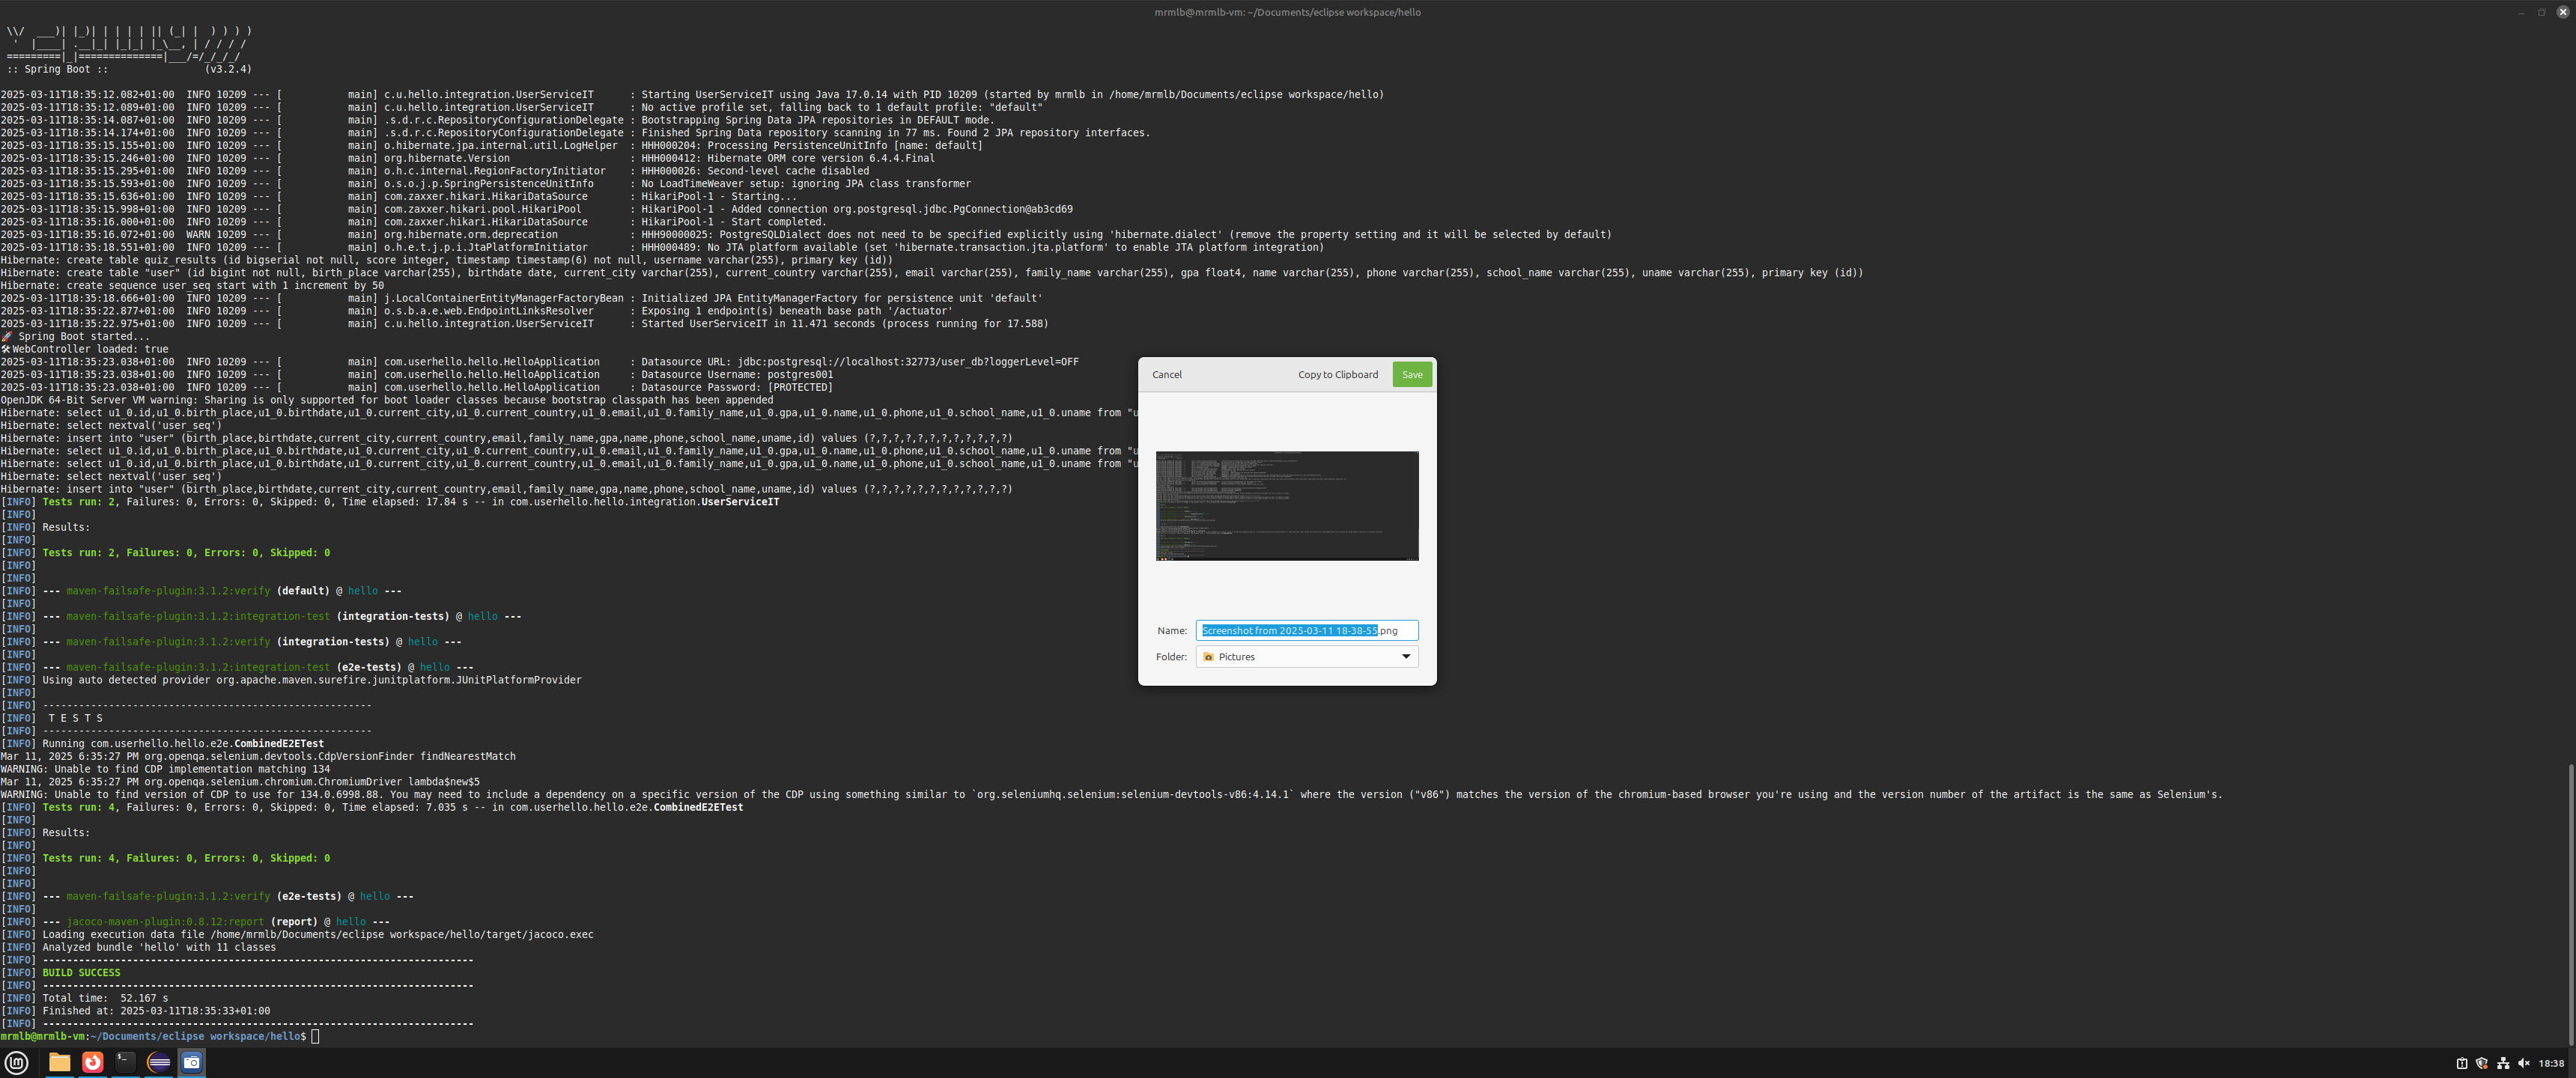 mrmlb@mrmlb-vm: ~/Documents/eclipse workspace/hello
 \\/  ___)| |_)| | | | | || (_| |  ) ) ) )
  '  |____| .__|_| |_|_| |_\__, | / / / /
 =========|_|==============|___/=/_/_/_/
 :: Spring Boot ::                (v3.2.4)
2025-03-11T18:35:12.082+01:00  INFO 10209 --- [           main] c.u.hello.integration.UserServiceIT      : Starting UserServiceIT using Java 17.0.14 with PID 10209 (started by mrmlb in /home/mrmlb/Documents/eclipse workspace/hello)
2025-03-11T18:35:12.089+01:00  INFO 10209 --- [           main] c.u.hello.integration.UserServiceIT      : No active profile set, falling back to 1 default profile: "default"
2025-03-11T18:35:14.087+01:00  INFO 10209 --- [           main] .s.d.r.c.RepositoryConfigurationDelegate : Bootstrapping Spring Data JPA repositories in DEFAULT mode.
2025-03-11T18:35:14.174+01:00  INFO 10209 --- [           main] .s.d.r.c.RepositoryConfigurationDelegate : Finished Spring Data repository scanning in 77 ms. Found 2 JPA repository interfaces.
2025-03-11T18:35:15.155+01:00  INFO 10209 --- [           main] o.hibernate.jpa.internal.util.LogHelper  : HHH000204: Processing PersistenceUnitInfo [name: default]
2025-03-11T18:35:15.246+01:00  INFO 10209 --- [           main] org.hibernate.Version                    : HHH000412: Hibernate ORM core version 6.4.4.Final
2025-03-11T18:35:15.295+01:00  INFO 10209 --- [           main] o.h.c.internal.RegionFactoryInitiator    : HHH000026: Second-level cache disabled
2025-03-11T18:35:15.593+01:00  INFO 10209 --- [           main] o.s.o.j.p.SpringPersistenceUnitInfo      : No LoadTimeWeaver setup: ignoring JPA class transformer
2025-03-11T18:35:15.636+01:00  INFO 10209 --- [           main] com.zaxxer.hikari.HikariDataSource       : HikariPool-1 - Starting...
2025-03-11T18:35:15.998+01:00  INFO 10209 --- [           main] com.zaxxer.hikari.pool.HikariPool        : HikariPool-1 - Added connection org.postgresql.jdbc.PgConnection@ab3cd69
2025-03-11T18:35:16.000+01:00  INFO 10209 --- [           main] com.zaxxer.hikari.HikariDataSource       : HikariPool-1 - Start completed.
2025-03-11T18:35:16.072+01:00  WARN 10209 --- [           main] org.hibernate.orm.deprecation            : HHH90000025: PostgreSQLDialect does not need to be specified explicitly using 'hibernate.dialect' (remove the property setting and it will be selected by default)
2025-03-11T18:35:18.551+01:00  INFO 10209 --- [           main] o.h.e.t.j.p.i.JtaPlatformInitiator       : HHH000489: No JTA platform available (set 'hibernate.transaction.jta.platform' to enable JTA platform integration)
Hibernate: create table quiz_results (id bigserial not null, score integer, timestamp timestamp(6) not null, username varchar(255), primary key (id))
Hibernate: create table "user" (id bigint not null, birth_place varchar(255), birthdate date, current_city varchar(255), current_country varchar(255), email varchar(255), family_name varchar(255), gpa float4, name varchar(255), phone varchar(255), school_name varchar(255), uname varchar(255), primary key (id))
Hibernate: create sequence user_seq start with 1 increment by 50
2025-03-11T18:35:18.666+01:00  INFO 10209 --- [           main] j.LocalContainerEntityManagerFactoryBean : Initialized JPA EntityManagerFactory for persistence unit 'default'
2025-03-11T18:35:22.877+01:00  INFO 10209 --- [           main] o.s.b.a.e.web.EndpointLinksResolver      : Exposing 1 endpoint(s) beneath base path '/actuator'
2025-03-11T18:35:22.975+01:00  INFO 10209 --- [           main] c.u.hello.integration.UserServiceIT      : Started UserServiceIT in 11.471 seconds (process running for 17.588)
🚀 Spring Boot started...
🛠 WebController loaded: true
2025-03-11T18:35:23.038+01:00  INFO 10209 --- [           main] com.userhello.hello.HelloApplication     : Datasource URL: jdbc:postgresql://localhost:32773/user_db?loggerLevel=OFF
2025-03-11T18:35:23.038+01:00  INFO 10209 --- [           main] com.userhello.hello.HelloApplication     : Datasource Username: postgres001
2025-03-11T18:35:23.038+01:00  INFO 10209 --- [           main] com.userhello.hello.HelloApplication     : Datasource Password: [PROTECTED]
OpenJDK 64-Bit Server VM warning: Sharing is only supported for boot loader classes because bootstrap classpath has been appended
Hibernate: select u1_0.id,u1_0.birth_place,u1_0.birthdate,u1_0.current_city,u1_0.current_country,u1_0.email,u1_0.family_name,u1_0.gpa,u1_0.name,u1_0.phone,u1_0.school_name,u1_0.uname from "u
Hibernate: select nextval('user_seq')
Hibernate: insert into "user" (birth_place,birthdate,current_city,current_country,email,family_name,gpa,name,phone,school_name,uname,id) values (?,?,?,?,?,?,?,?,?,?,?,?)
Hibernate: select u1_0.id,u1_0.birth_place,u1_0.birthdate,u1_0.current_city,u1_0.current_country,u1_0.email,u1_0.family_name,u1_0.gpa,u1_0.name,u1_0.phone,u1_0.school_name,u1_0.uname from "u
Hibernate: select u1_0.id,u1_0.birth_place,u1_0.birthdate,u1_0.current_city,u1_0.current_country,u1_0.email,u1_0.family_name,u1_0.gpa,u1_0.name,u1_0.phone,u1_0.school_name,u1_0.uname from "u
Hibernate: select nextval('user_seq')
Hibernate: insert into "user" (birth_place,birthdate,current_city,current_country,email,family_name,gpa,name,phone,school_name,uname,id) values (?,?,?,?,?,?,?,?,?,?,?,?)
[INFO] Tests run: 2, Failures: 0, Errors: 0, Skipped: 0, Time elapsed: 17.84 s -- in com.userhello.hello.integration.UserServiceIT
[INFO]
[INFO] Results:
[INFO]
[INFO] Tests run: 2, Failures: 0, Errors: 0, Skipped: 0
[INFO]
[INFO]
[INFO] --- maven-failsafe-plugin:3.1.2:verify (default) @ hello ---
[INFO]
[INFO] --- maven-failsafe-plugin:3.1.2:integration-test (integration-tests) @ hello ---
[INFO]
[INFO] --- maven-failsafe-plugin:3.1.2:verify (integration-tests) @ hello ---
[INFO]
[INFO] --- maven-failsafe-plugin:3.1.2:integration-test (e2e-tests) @ hello ---
[INFO] Using auto detected provider org.apache.maven.surefire.junitplatform.JUnitPlatformProvider
[INFO]
[INFO] -------------------------------------------------------
[INFO]  T E S T S
[INFO] -------------------------------------------------------
[INFO] Running com.userhello.hello.e2e.CombinedE2ETest
Mar 11, 2025 6:35:27 PM org.openqa.selenium.devtools.CdpVersionFinder findNearestMatch
WARNING: Unable to find CDP implementation matching 134
Mar 11, 2025 6:35:27 PM org.openqa.selenium.chromium.ChromiumDriver lambda$new$5
WARNING: Unable to find version of CDP to use for 134.0.6998.88. You may need to include a dependency on a specific version of the CDP using something similar to `org.seleniumhq.selenium:selenium-devtools-v86:4.14.1` where the version ("v86") matches the version of the chromium-based browser you're using and the version number of the artifact is the same as Selenium's.
[INFO] Tests run: 4, Failures: 0, Errors: 0, Skipped: 0, Time elapsed: 7.035 s -- in com.userhello.hello.e2e.CombinedE2ETest
[INFO]
[INFO] Results:
[INFO]
[INFO] Tests run: 4, Failures: 0, Errors: 0, Skipped: 0
[INFO]
[INFO]
[INFO] --- maven-failsafe-plugin:3.1.2:verify (e2e-tests) @ hello ---
[INFO]
[INFO] --- jacoco-maven-plugin:0.8.12:report (report) @ hello ---
[INFO] Loading execution data file /home/mrmlb/Documents/eclipse workspace/hello/target/jacoco.exec
[INFO] Analyzed bundle 'hello' with 11 classes
[INFO] ------------------------------------------------------------------------
[INFO] BUILD SUCCESS
[INFO] ------------------------------------------------------------------------
[INFO] Total time:  52.167 s
[INFO] Finished at: 2025-03-11T18:35:33+01:00
[INFO] ------------------------------------------------------------------------
mrmlb@mrmlb-vm:~/Documents/eclipse workspace/hello$
Cancel
Copy to Clipboard
Save
Name: Screenshot from 2025-03-11 18-38-55.png
Folder: Pictures
18:38